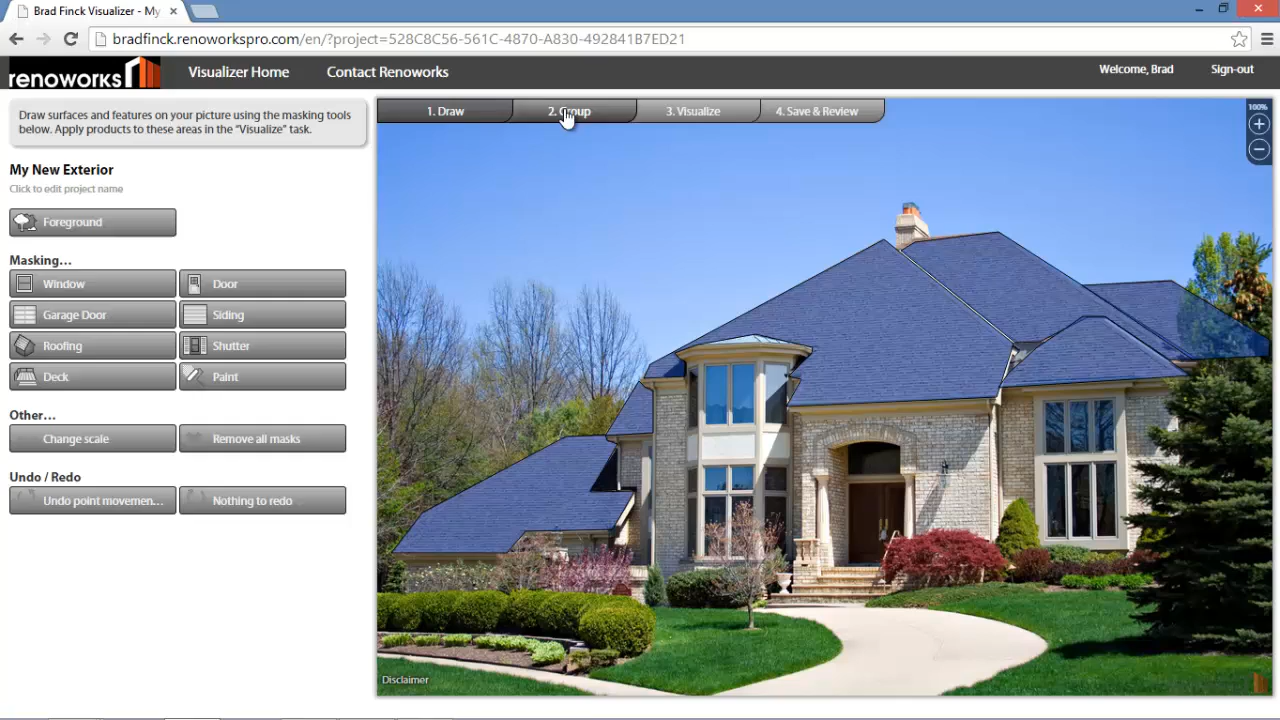 Brad Finck Visualizer - My
bradfinck.renoworkspro.com/en/?project=528C8C56-561C-4870-A830-492841B7ED21
renoworks
Visualizer Home
Contact Renoworks
Welcome, Brad
Sign-out
Draw surfaces and features on your picture using the masking tools
below. Apply products to these areas in the "Visualize" task.
My New Exterior
Click to edit project name
Foreground
Masking...
Window
Door
Garage Door
Siding
Roofing
Shutter
Deck
Paint
Other...
Change scale
Remove all masks
Undo / Redo
Undo point movemen...
Nothing to redo
1. Draw
2. Group
3. Visualize
4. Save & Review
100%
Disclaimer